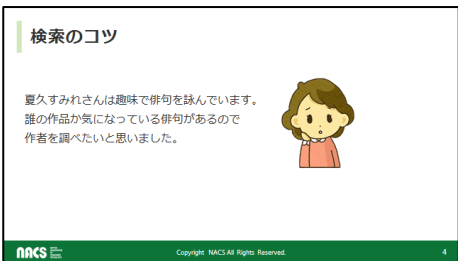 検索のコツ
夏久すみれさんは趣味で俳句を詠んでいます。
誰の作品か気になっている俳句があるので
作者を調べたいと思いました。
NACS
Copyright NACS All Rights Reserved.
4